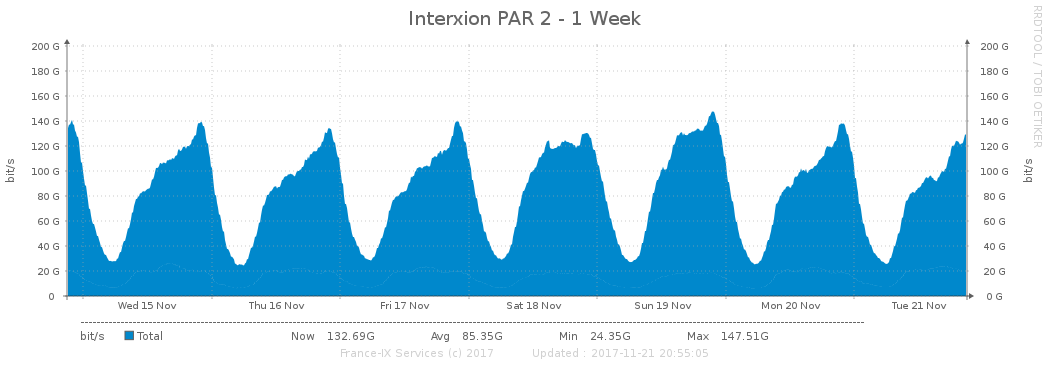 Interxion PAR 2 - 1 Week
RRDTOOL / TOBI OETIKER
bit/s
200 G 200 G
180 G 180 G
160 G 160 G
140 G 140 G
120 G 120 G
100 G 100 G
80 G 80 G
60 G 60 G
40 G 40 G
20 G 20 G
0 0 G
bit/s
Wed 15 Nov Thu 16 Nov Fri 17 Nov Sat 18 Nov Sun 19 Nov Mon 20 Nov Tue 21 Nov
bit/s Total Now 132.69G Avg 85.35G Min 24.35G Max 147.51G
France-IX Services (c) 2017 Updated : 2017-11-21 20:55:05